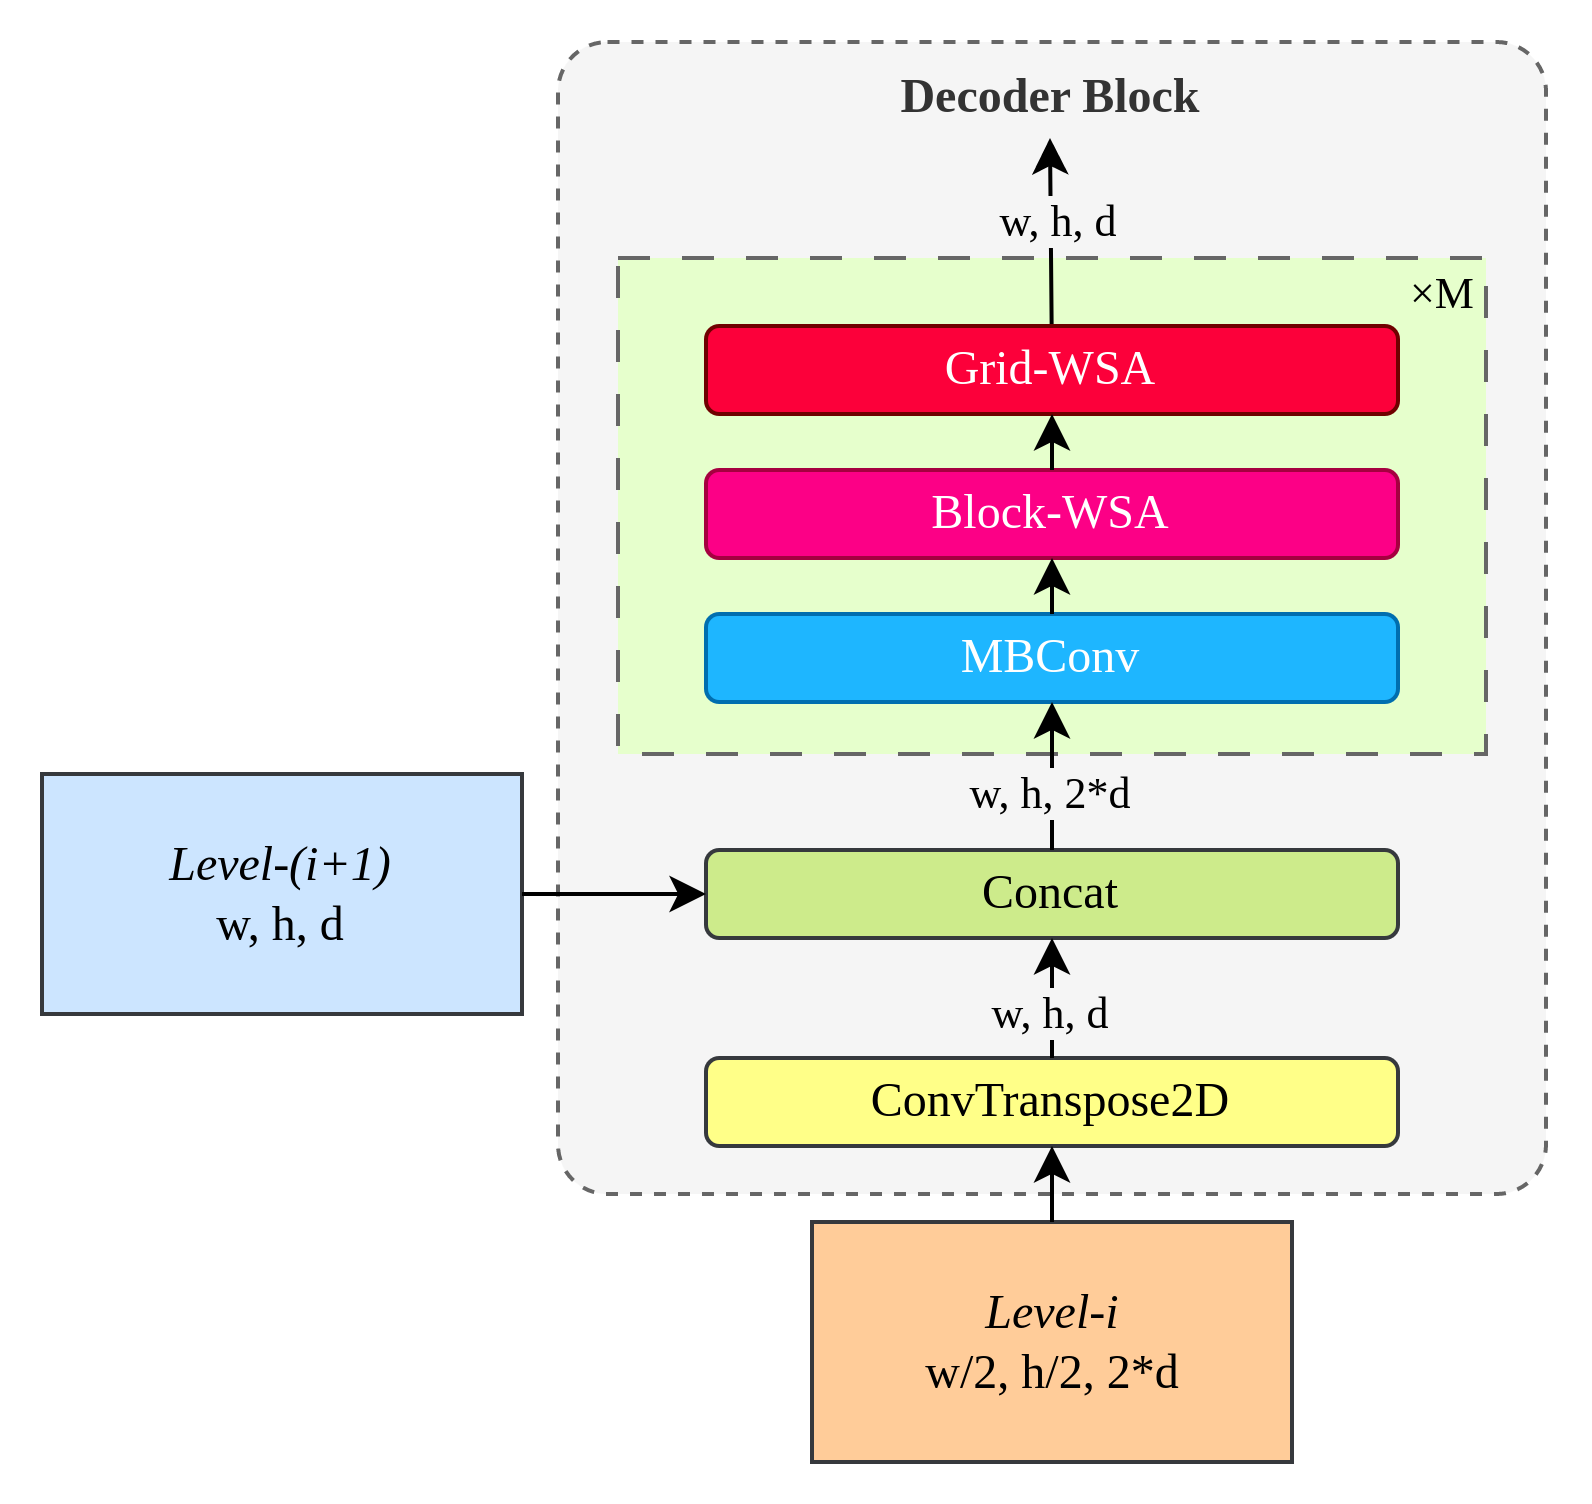 Decoder Block
w, h, d
×M
Grid-WSA
Block-WSA
MBConv
w, h, 2*d
Level-(i+1)
w, h, d
Concat
w, h, d
ConvTranspose2D
Level-i
w/2, h/2, 2*d